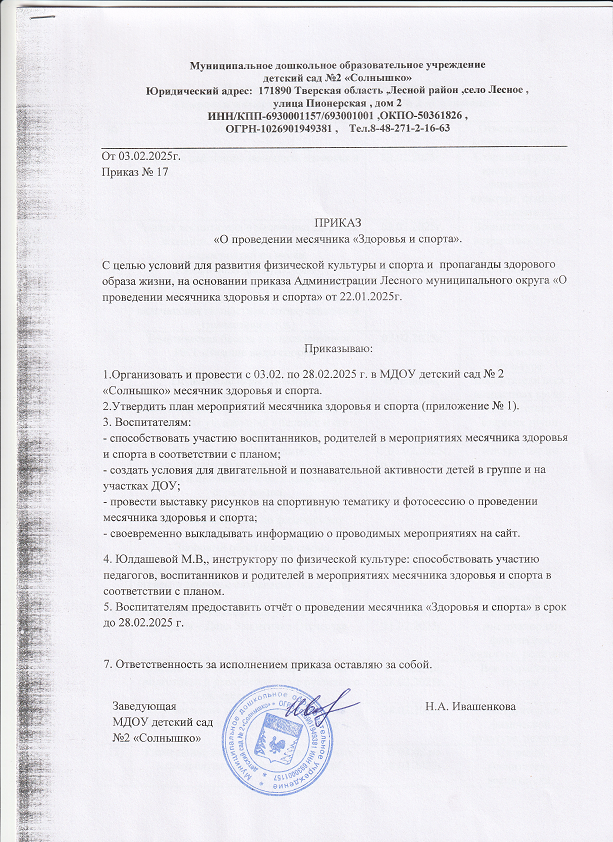 Муниципальное дошкольное образовательное учреждение
детский сад №2 «Солнышко»
Юридический адрес: 171890 Тверская область ,Лесной район ,село Лесное ,
улица Пионерская , дом 2
ИНН/КПП-6930001157/693001001 ,ОКПО-50361826 ,
ОГРН-1026901949381 , Тел.8-48-271-2-16-63
От 03.02.2025г.
Приказ № 17
ПРИКАЗ
«О проведении месячника «Здоровья и спорта».
С целью условий для развития физической культуры и спорта и пропаганды здорового
образа жизни, на основании приказа Администрации Лесного муниципального округа «О
проведении месячника здоровья и спорта» от 22.01.2025г.
Приказываю:
1.Организовать и провести с 03.02. по 28.02.2025 г. в МДОУ детский сад № 2
«Солнышко» месячник здоровья и спорта.
2.Утвердить план мероприятий месячника здоровья и спорта (приложение № 1).
3. Воспитателям:
- способствовать участию воспитанников, родителей в мероприятиях месячника здоровья
и спорта в соответствии с планом;
- создать условия для двигательной и познавательной активности детей в группе и на
участках ДОУ;
- провести выставку рисунков на спортивную тематику и фотосессию о проведении
месячника здоровья и спорта;
- своевременно выкладывать информацию о проводимых мероприятиях на сайт.
4. Юлдашевой М.В,, инструктору по физической культуре: способствовать участию
педагогов, воспитанников и родителей в мероприятиях месячника здоровья и спорта в
соответствии с планом.
5. Воспитателям предоставить отчёт о проведении месячника «Здоровья и спорта» в срок
до 28.02.2025 г.
7. Ответственность за исполнением приказа оставляю за собой.
Заведующая
МДОУ детский сад
№2 «Солнышко»
Н.А. Ивашенкова
Муниципальное дошкольное образовательное учреждение
детский сад № 2 «Солнышко»